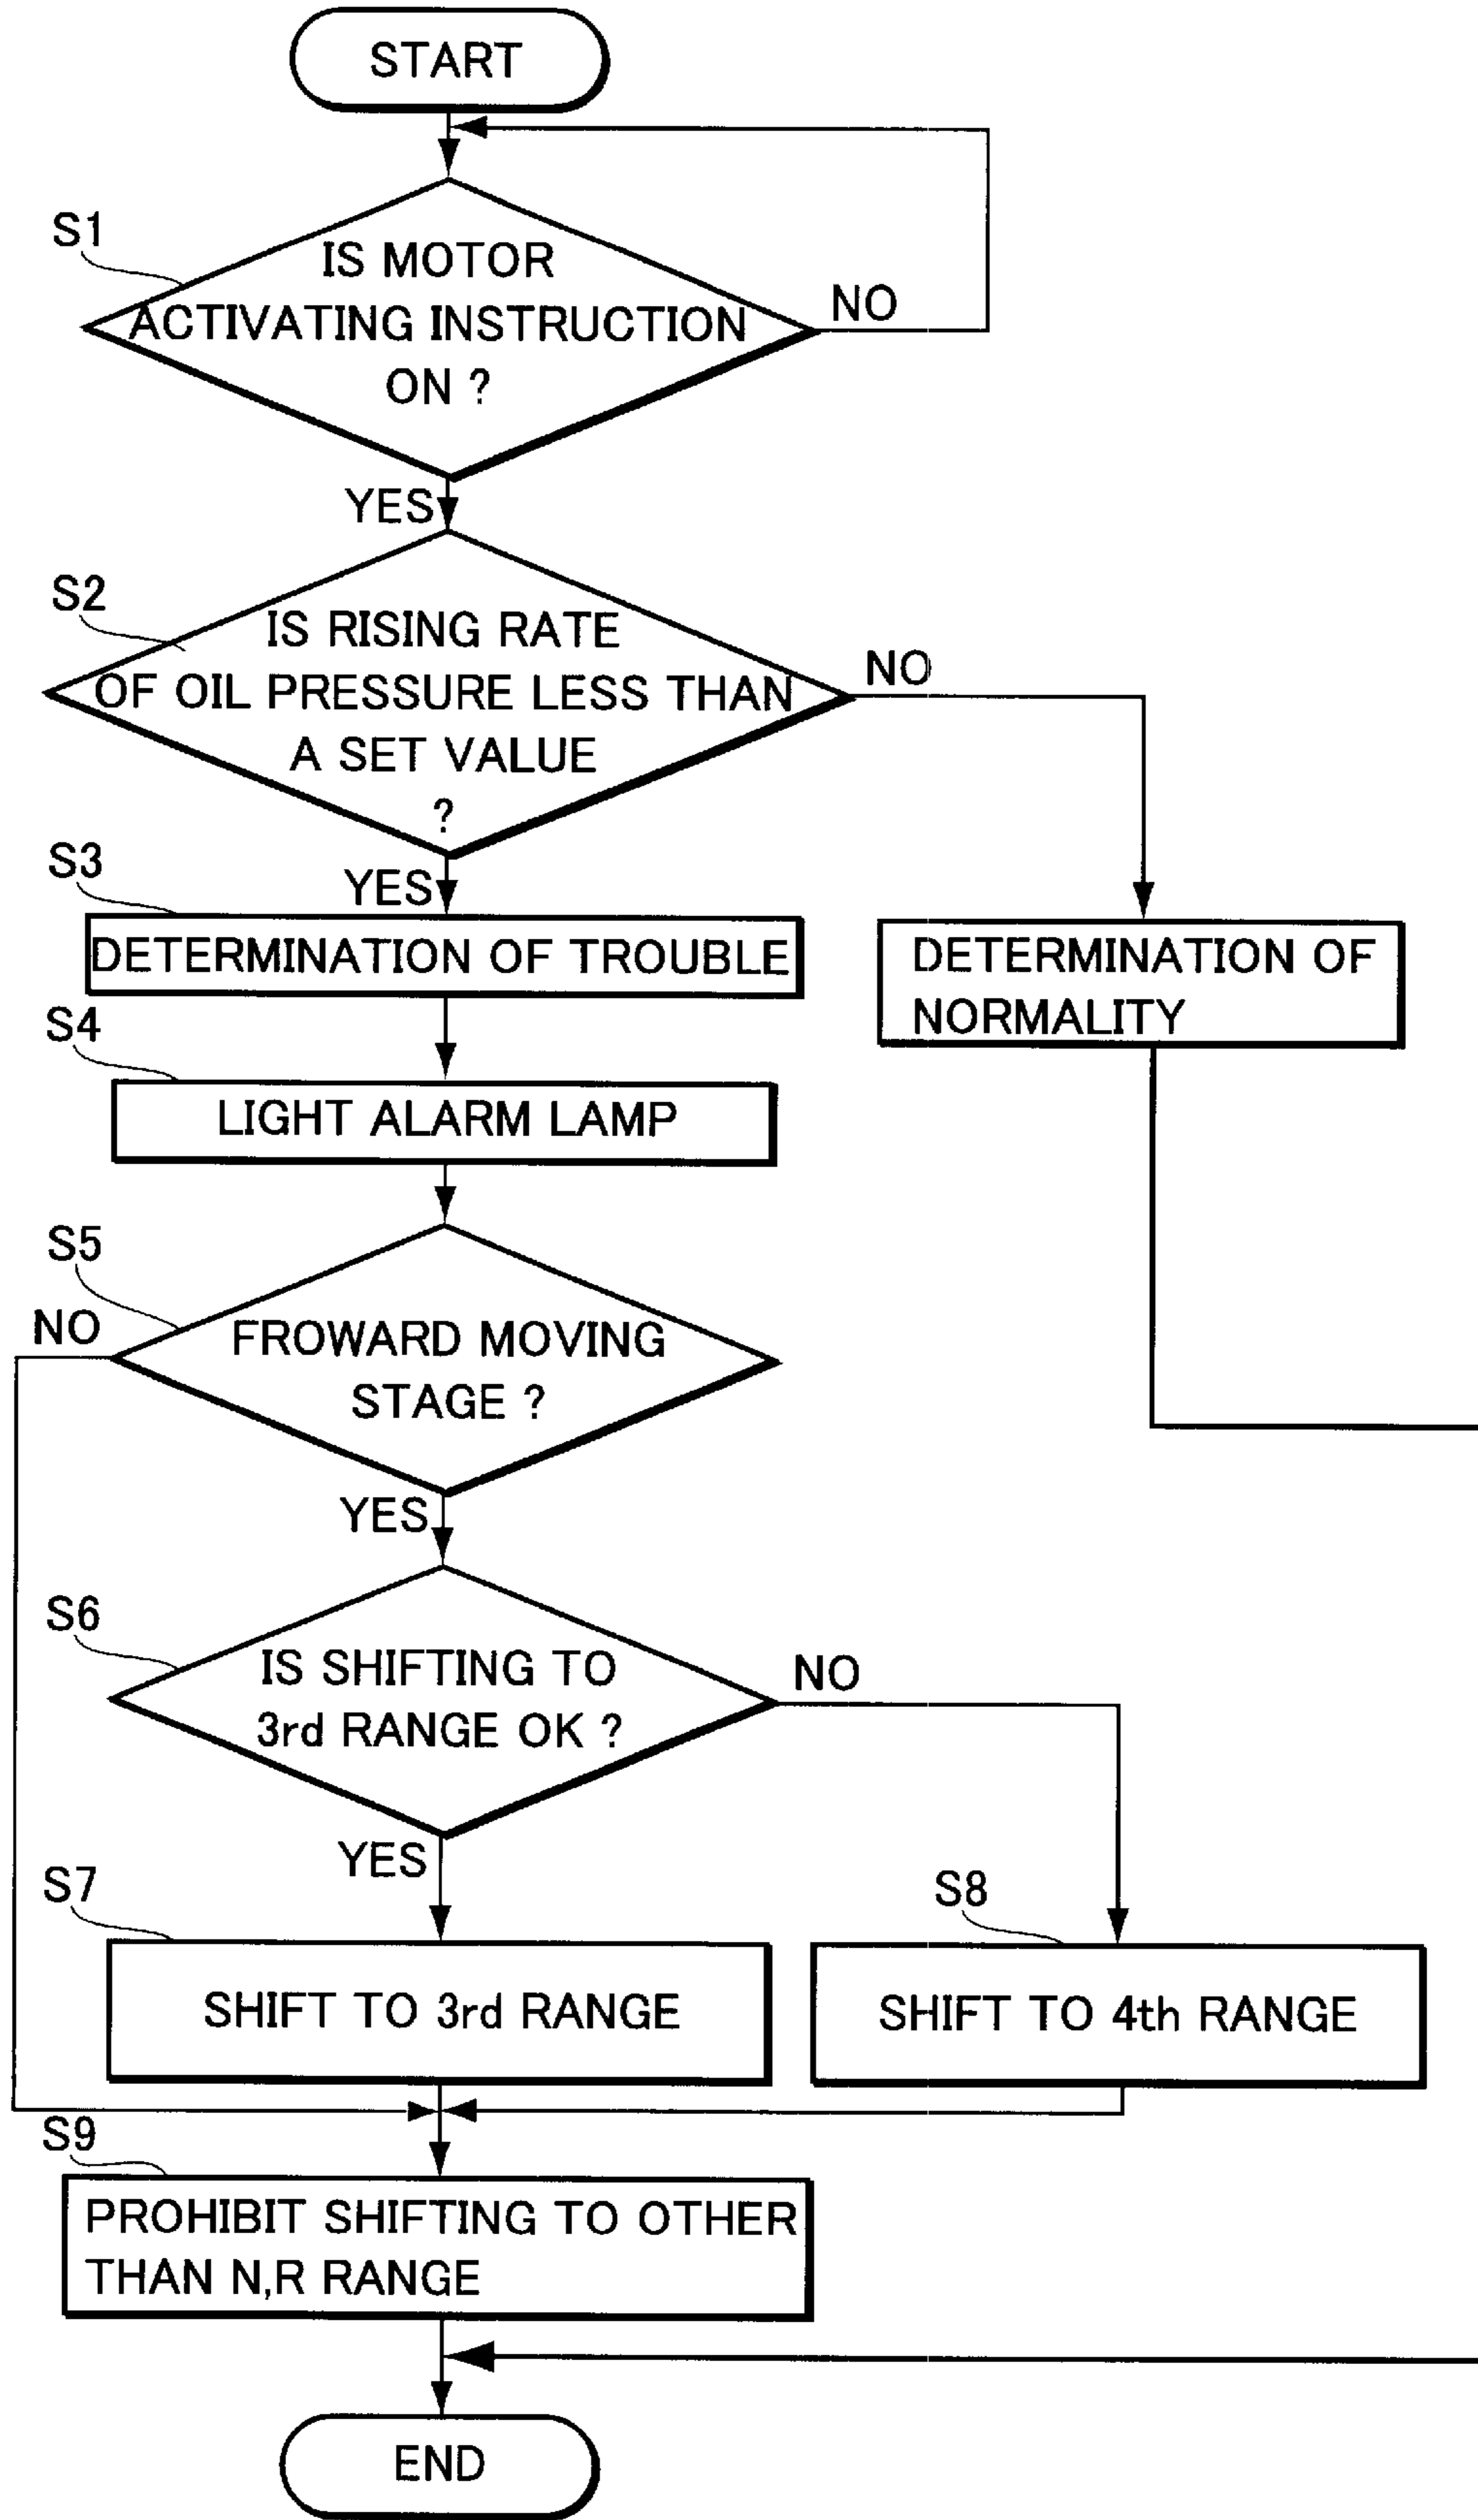 START
S1
IS MOTOR
ACTIVATING INSTRUCTION
ON ?
NO
YES
S2
IS RISING RATE
OF OIL PRESSURE LESS THAN
A SET VALUE
?
NO
YES
S3
DETERMINATION OF TROUBLE
DETERMINATION OF
NORMALITY
S4
LIGHT ALARM LAMP
S5
NO
FROWARD MOVING
STAGE ?
YES
S6
IS SHIFTING TO
3rd RANGE OK ?
NO
YES
S7
SHIFT TO 3rd RANGE
S8
SHIFT TO 4th RANGE
S9
PROHIBIT SHIFTING TO OTHER
THAN N,R RANGE
END